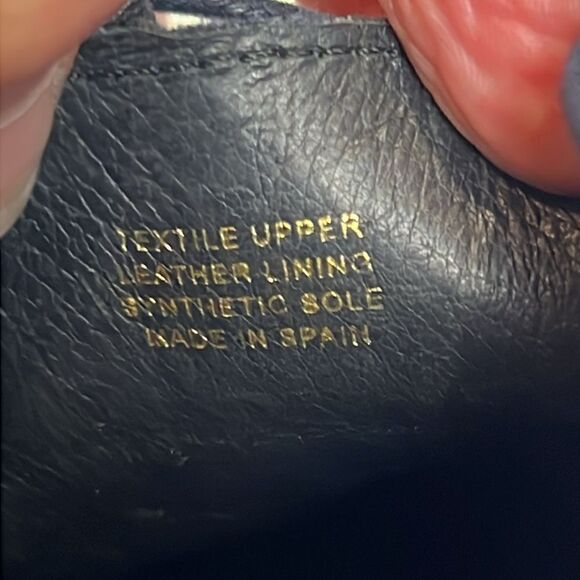 TEXTILE UPPER
LEATHER LINING
SYNTHETIC SOLE
MADE IN SPAIN